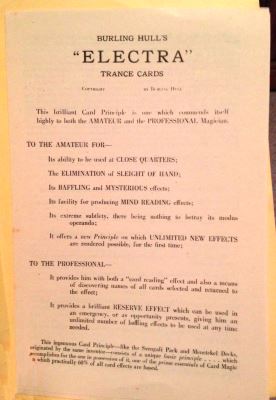 BURLING HULL'S
"ELECTRA"
TRANCE CARDS
COPYRIGHT BY BURLING HULL
This brilliant Card Principle is one which commends itself
highly to both the AMATEUR and the PROFESSIONAL Magician.
TO THE AMATEUR FOR—
Its ability to be used at CLOSE QUARTERS;
The ELIMINATION of SLEIGHT OF HAND;
Its BAFFLING and MYSTERIOUS effects;
Its facility for producing MIND READING effects;
Its extreme subtlety, there being nothing to betray its modus
operandi;
It offers a new Principle on which UNLIMITED NEW EFFECTS
are rendered possible, for the first time;
TO THE PROFESSIONAL—
It provides him with both a "card reading" effect and also a means
of discovering names of all cards selected and returned to
the effect;
It provides a brilliant RESERVE EFFECT which can be used in
an emergency, or as opportunity presents, giving him an
unlimited number of baffling effects to be used at any time
needed.
This ingenious Card Principle—like the Svengali Park and Mentetekel Decks,
originated by the same inventor—consists of a unique basic principle . . . . which
accomplishes for the one in possession of it, one of the prime essentials of Card Magic
which practically 60% of all card effects are based.